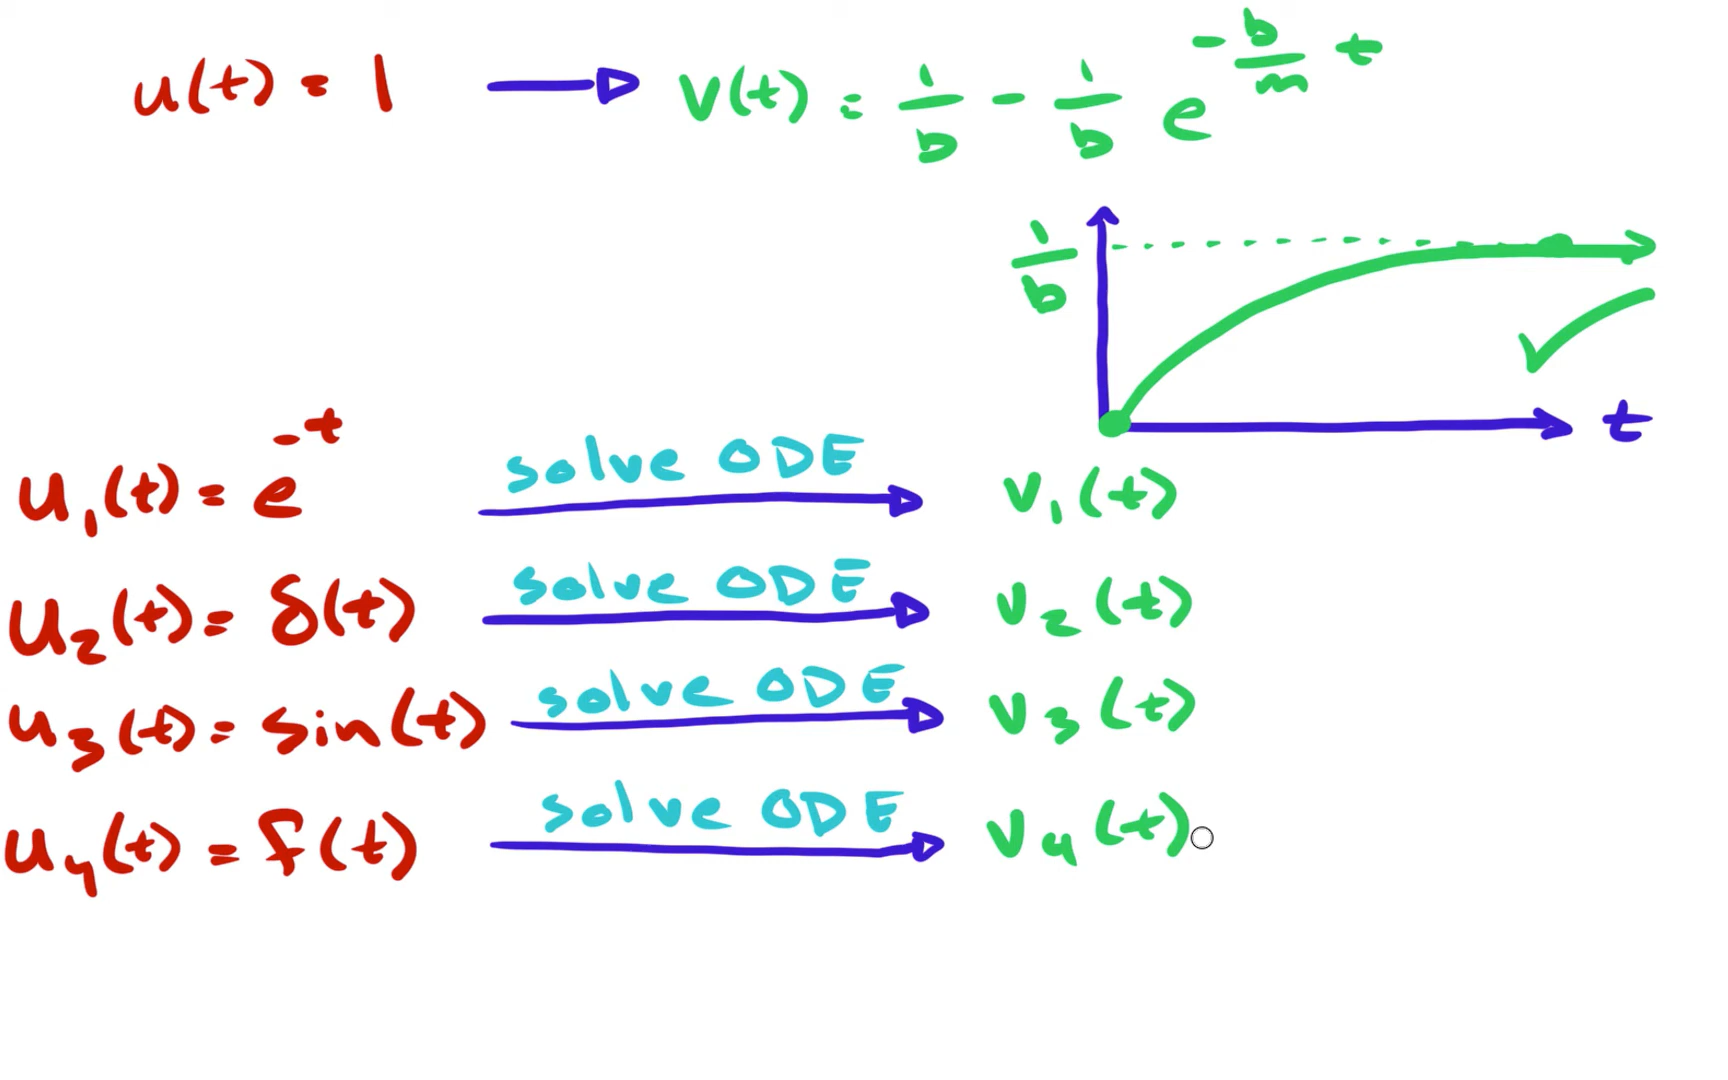 u(t) = 1 → v(t) = 1/b - 1/b e^(-b/m t)
1/b
t
u₁(t) = e^(-t) solve ODE → v₁(t)
u₂(t) = δ(t) solve ODE → v₂(t)
u₃(t) = sin(t) solve ODE → v₃(t)
u₄(t) = f(t) solve ODE → v₄(t)